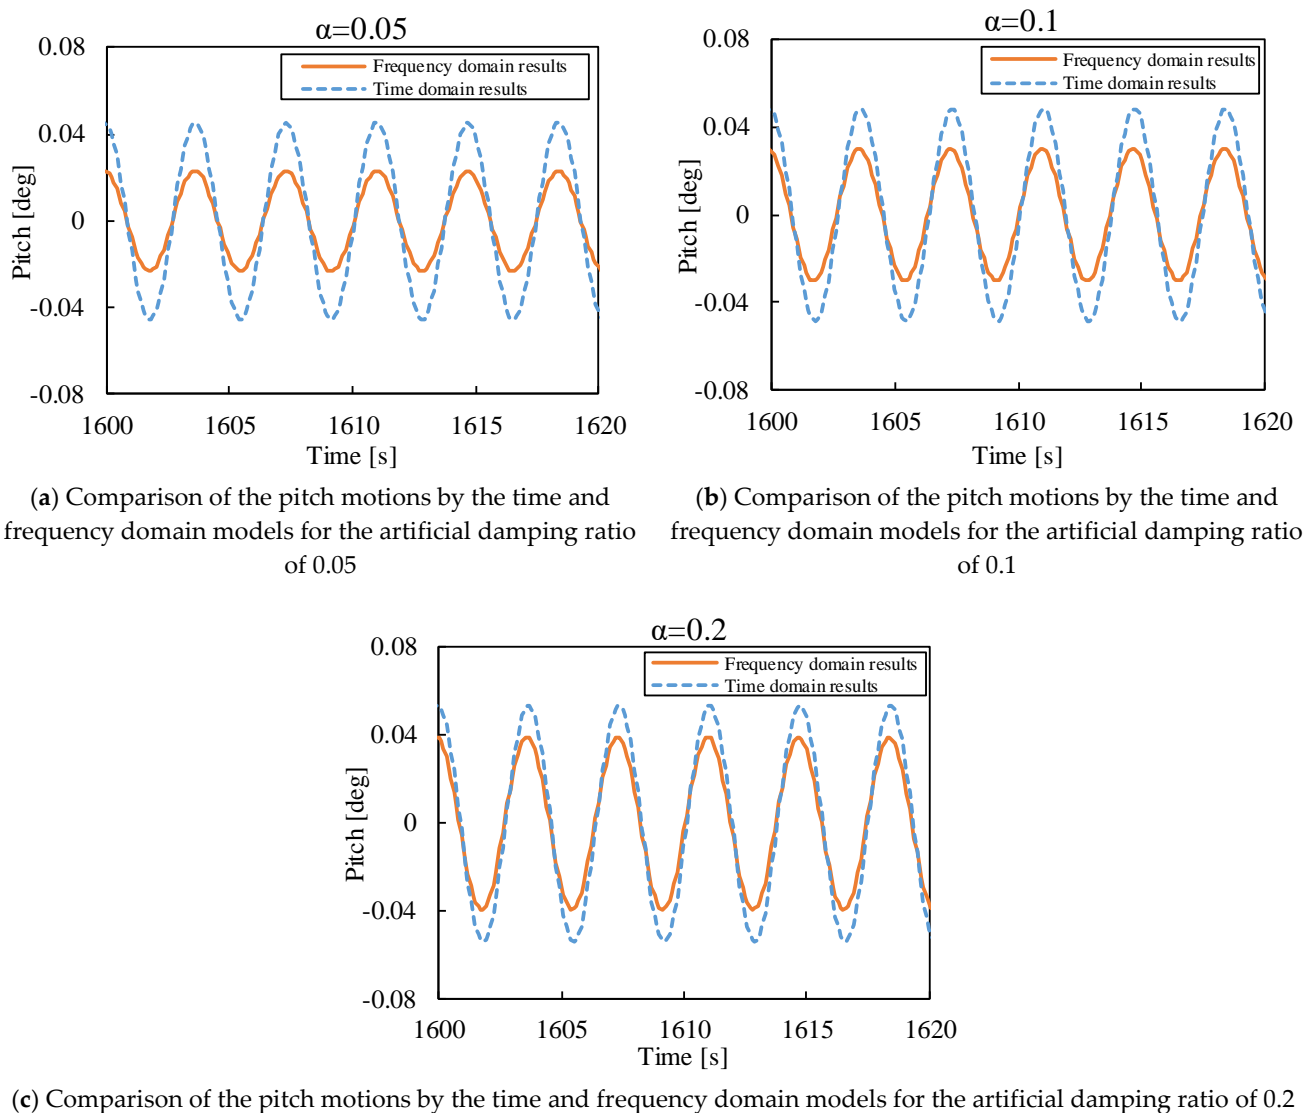 α=0.05
0.08
0.04
0
-0.04
-0.08
Pitch [deg]
Frequency domain results
Time domain results
1600 1605 1610 1615 1620
Time [s]
(a) Comparison of the pitch motions by the time and
frequency domain models for the artificial damping ratio
of 0.05
α=0.1
0.08
0.04
0
-0.04
-0.08
Pitch [deg]
Frequency domain results
Time domain results
1600 1605 1610 1615 1620
Time [s]
(b) Comparison of the pitch motions by the time and
frequency domain models for the artificial damping ratio
of 0.1
α=0.2
0.08
0.04
0
-0.04
-0.08
Pitch [deg]
Frequency domain results
Time domain results
1600 1605 1610 1615 1620
Time [s]
(c) Comparison of the pitch motions by the time and frequency domain models for the artificial damping ratio of 0.2